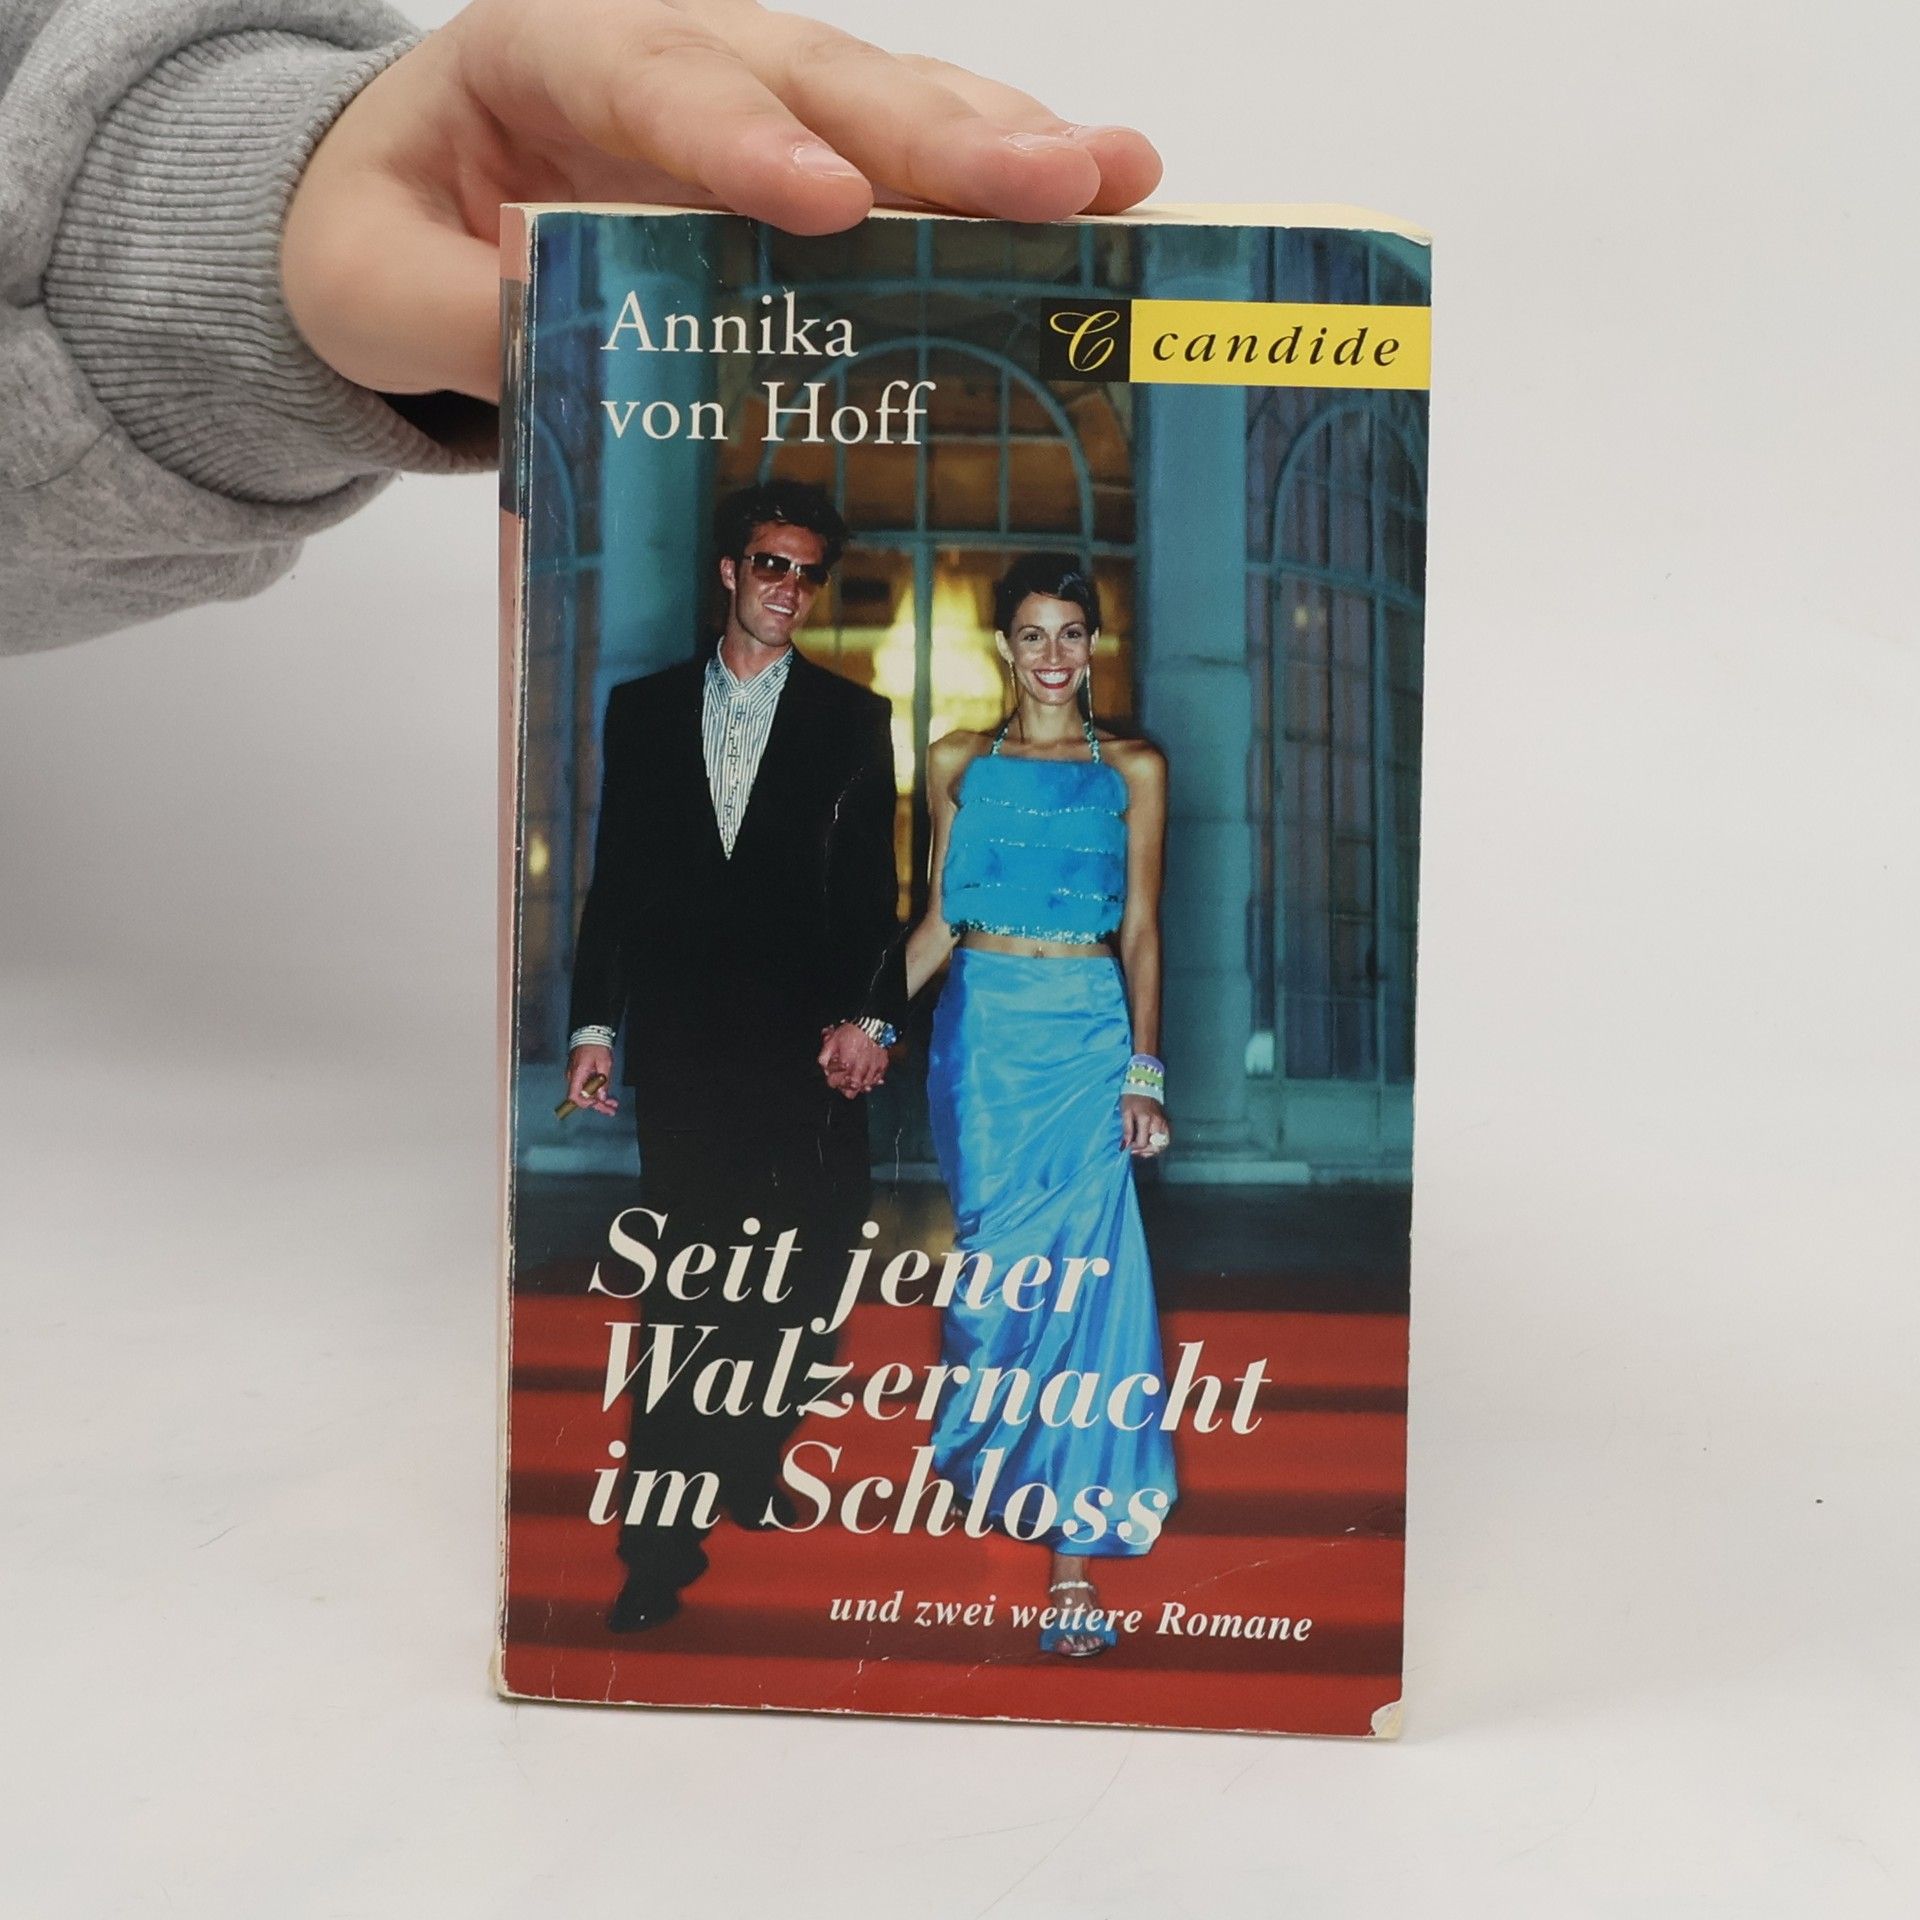 Annika
von Hoff
C candide
Seit jener
Walzernacht
im Schloss
und zwei weitere Romane